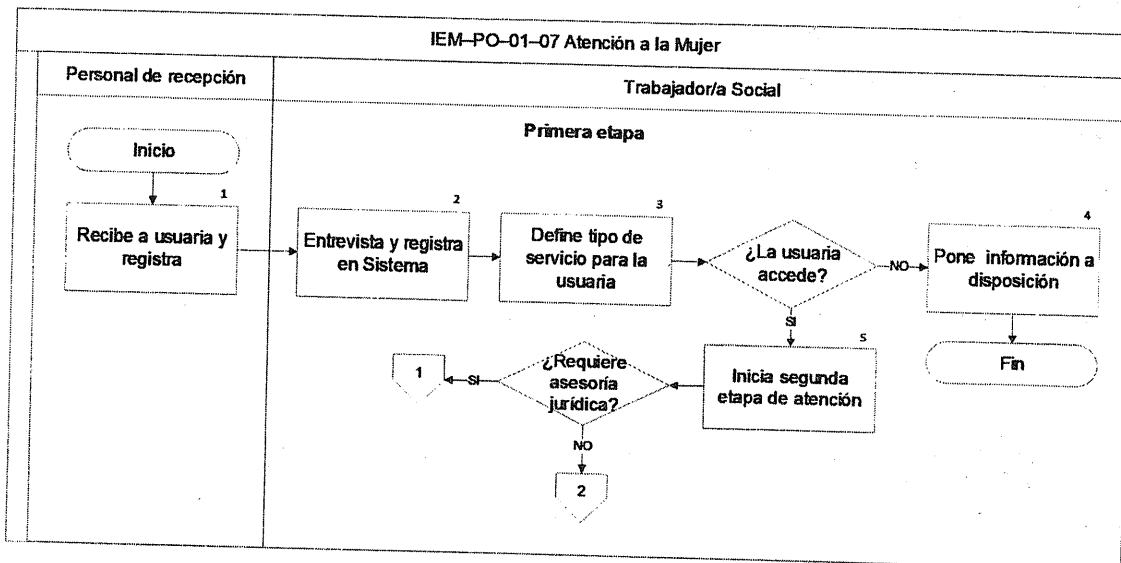 IEM–PO–01–07 Atención a la Mujer
Personal de recepción
Trabajador/a Social
Primera etapa
Inicio
1
Recibe a usuaria y
registra
2
Entrevista y registra
en Sistema
3
Define tipo de
servicio para la
usuaria
¿La usuaria
accede?
NO
4
Pone información a
disposición
Fin
SI
5
Inicia segunda
etapa de atención
¿Requiere
asesoría
jurídica?
SI
1
NO
2